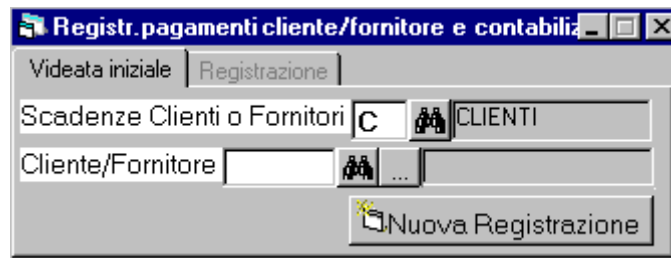 Registr.pagamenti cliente/fornitore e contabiliz
Videata iniziale Registrazione
Scadenze Clienti o Fornitori C CLIENTI
Cliente/Fornitore ...
Nuova Registrazione